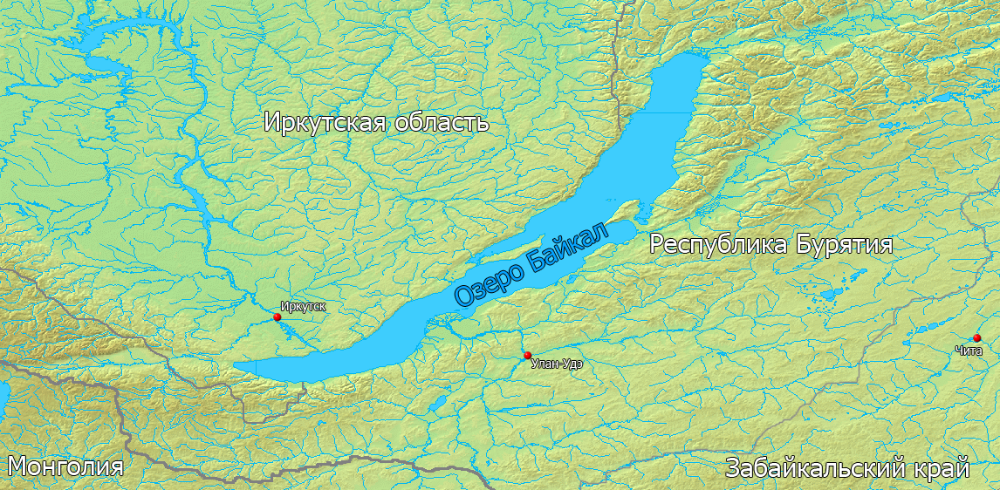 Иркутская область
Озеро Байкал
Республика Бурятия
Иркутск
Чита
Улан-Удэ
Монголия
Забайкальский край